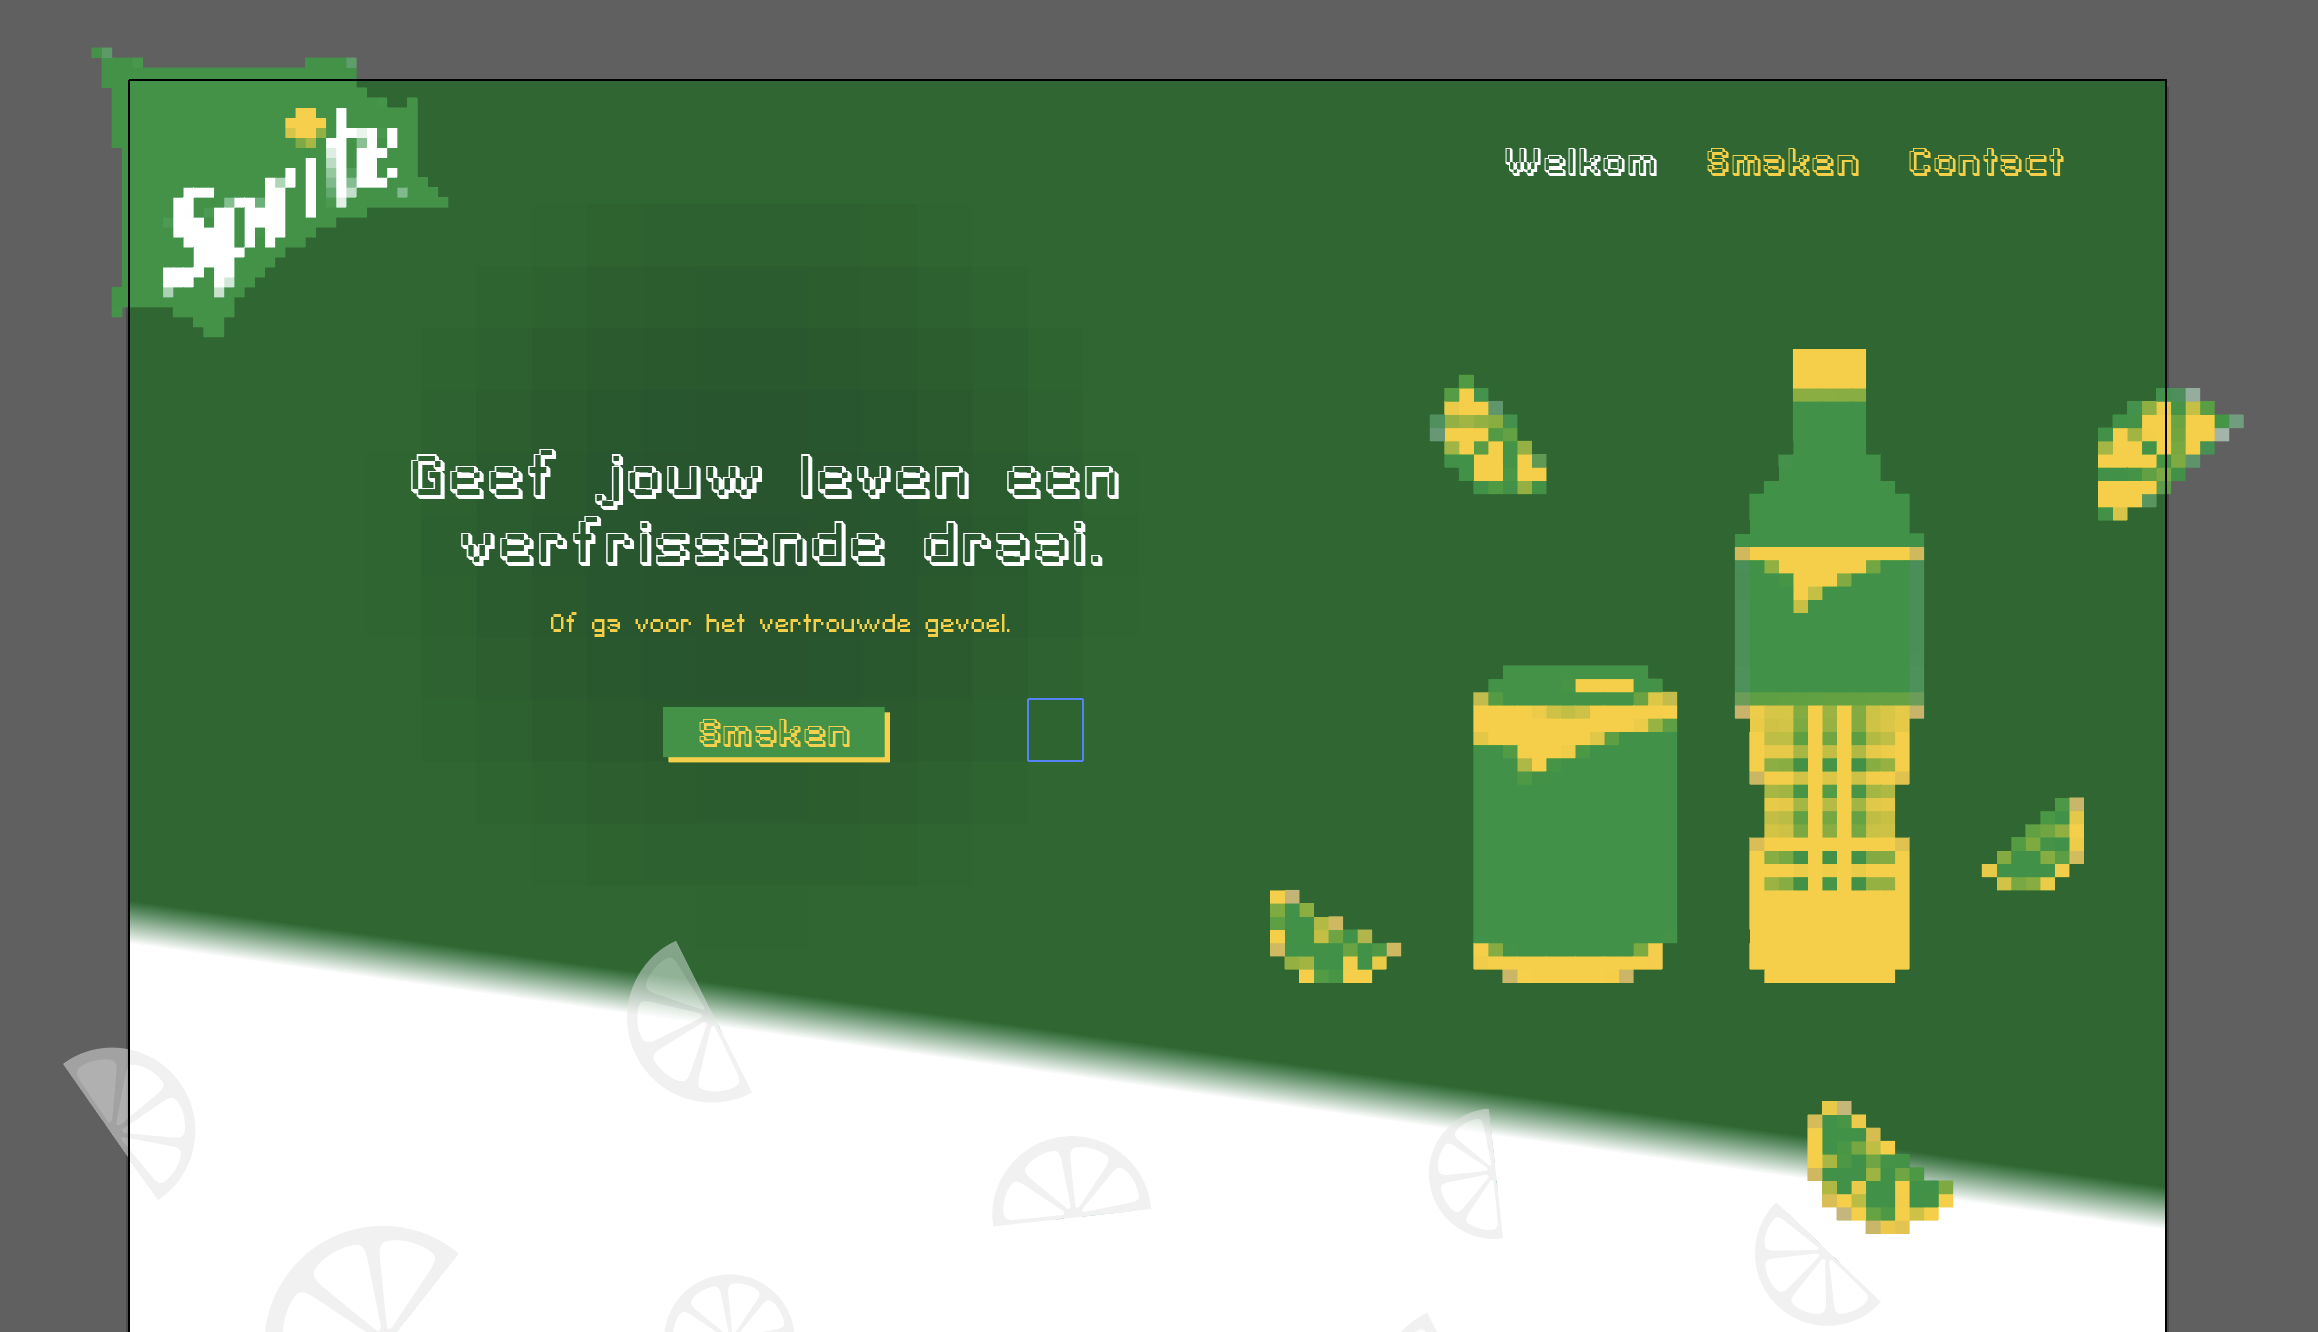 Sprite
Welkom Smaken Contact
Geef jouw leven een
verfrissende draai.
Of ga voor het vertrouwde gevoel.
Smaken